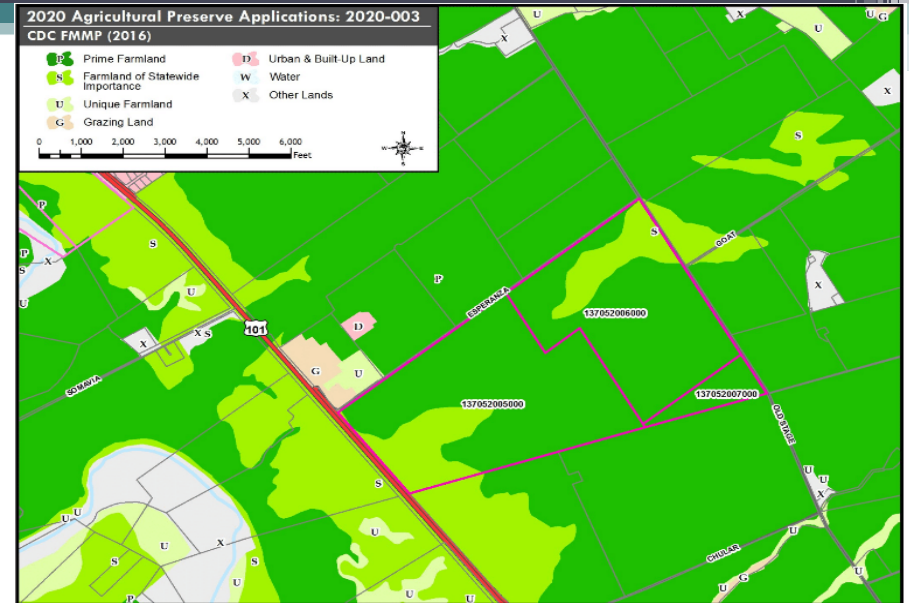 2020 Agricultural Preserve Applications: 2020-003
CDC FMMP (2016)
P Prime Farmland
S Farmland of Statewide
Importance
U Unique Farmland
G Grazing Land
D Urban & Built-Up Land
W Water
X Other Lands
0 1,000 2,000 3,000 4,000 5,000 6,000
Feet
N
W E
S
U
X
U
U G
X
S
P
S
S
GOAT
P
X
S
U
P
X
U
ESPERANZA
X
137052006000
U
101
D
X
X S
G
U
SOMAVIA
137052005000
137052007000
OLD STAGE
S
U
U
X
U U
U
U
X
S
U
S
U
CHULAR
U
G
U
U
P
U
U